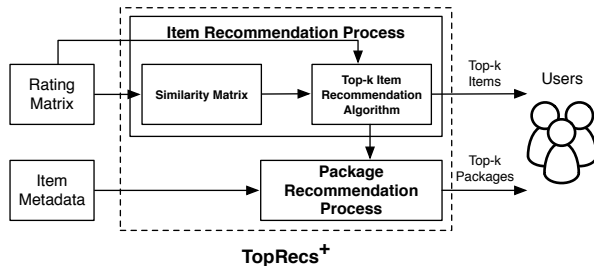 Item Recommendation Process
Rating
Matrix
Similarity Matrix
Top-k Item
Recommendation
Algorithm
Top-k
Items
Users
Item
Metadata
Package
Recommendation
Process
Top-k
Packages
TopRecs+